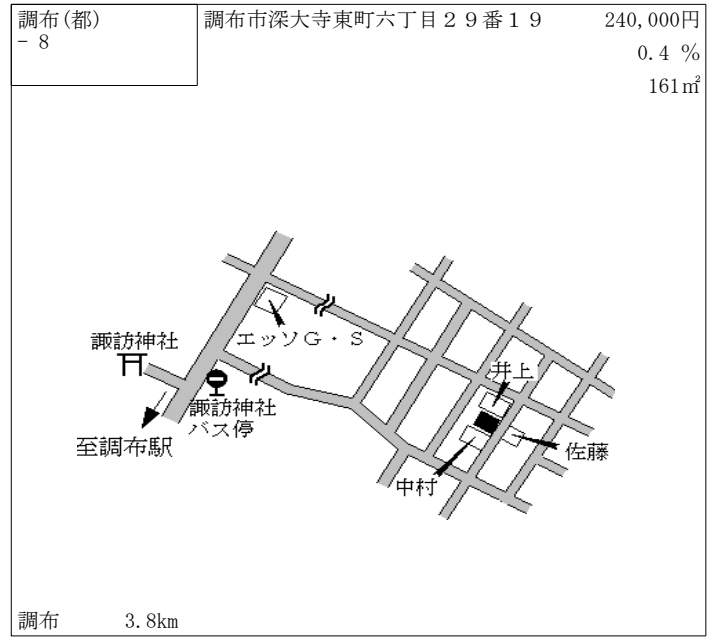 調布(都) 調布市深大寺東町六丁目２９番１９ 240,000円
- 8
0.4 %
161㎡
諏訪神社
エッソＧ・Ｓ
井上
諏訪神社
バス停
至調布駅
佐藤
中村
調布 3.8km